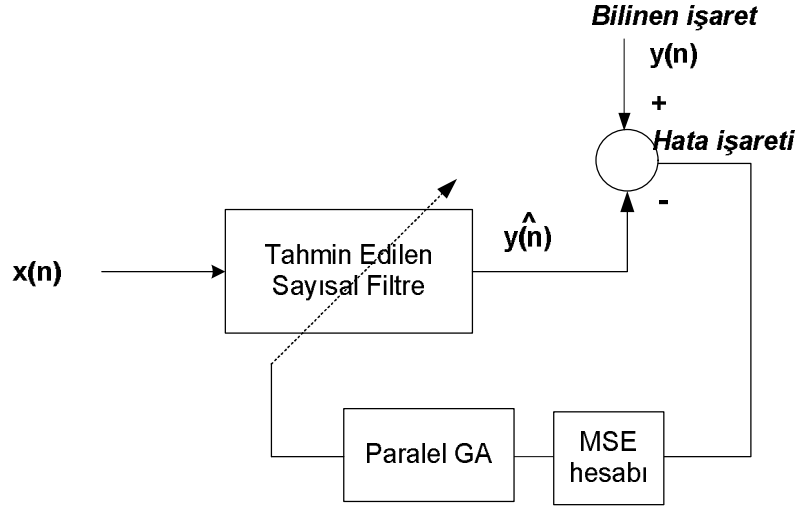 Bilinen işaret
y(n)
+
Hata işareti
-
^
y(n)
Tahmin Edilen
Sayısal Filtre
x(n)
Paralel GA
MSE
hesabı